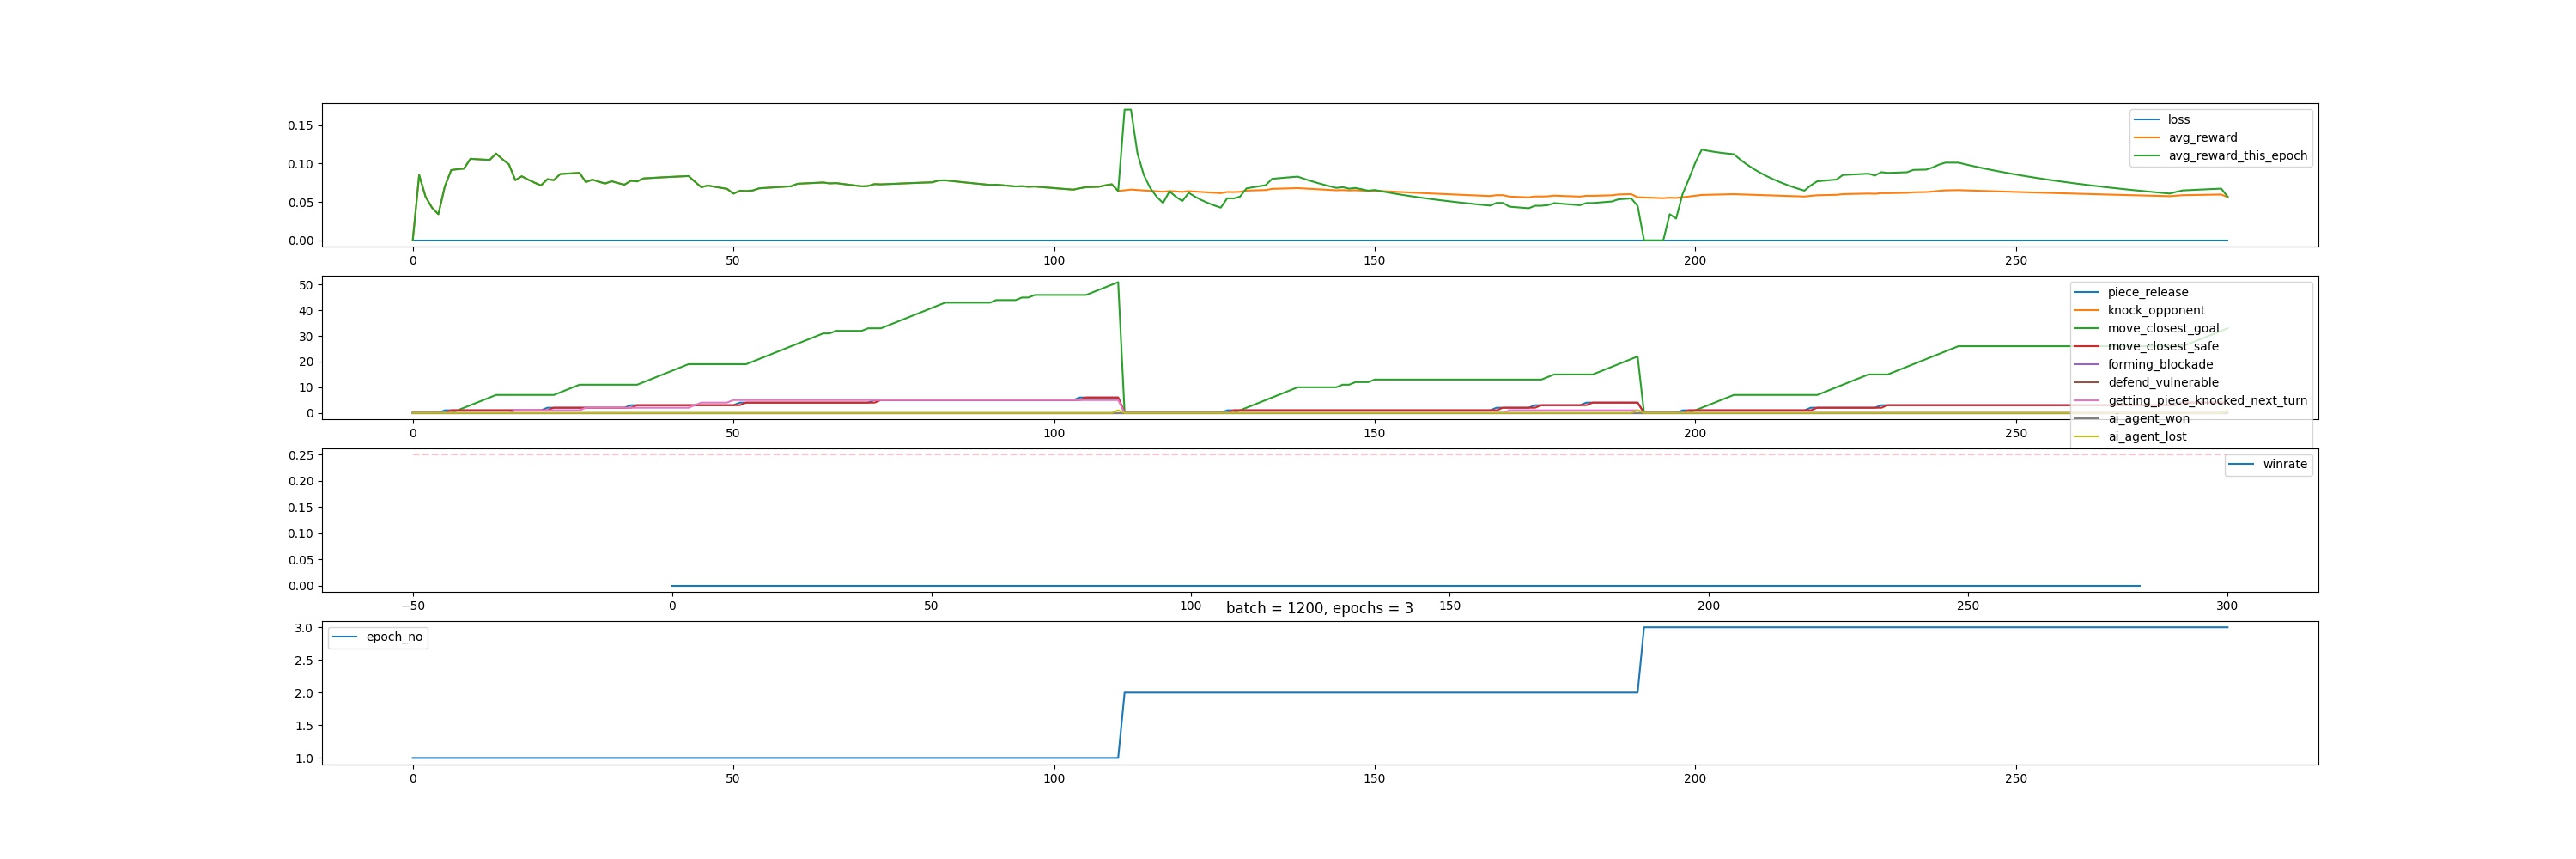 0.15
0.10
0.05
0.00
loss
avg_reward
avg_reward_this_epoch
0 50 100 150 200 250
50
40
30
20
10
0
piece_release
knock_opponent
move_closest_goal
move_closest_safe
forming_blockade
defend_vulnerable
getting_piece_knocked_next_turn
ai_agent_won
ai_agent_lost
0 50 100 150 200 250
0.25
0.20
0.15
0.10
0.05
0.00
winrate
−50 0 50 100 150 200 250 300
batch = 1200, epochs = 3
3.0
2.5
2.0
1.5
1.0
epoch_no
0 50 100 150 200 250